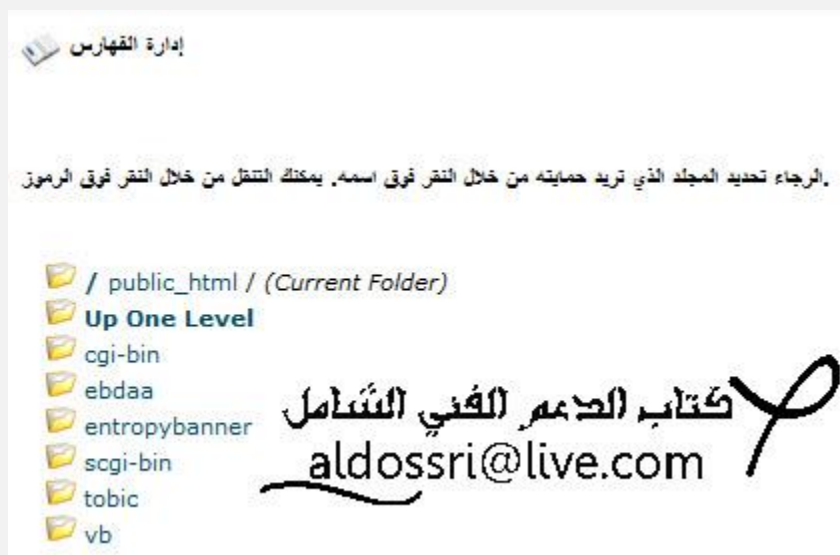 إدارة الفهارس
الرجاء تحديد المجلد الذي تريد حمايته من خلال النقر فوق اسمه. يمكنك التنقل من خلال النقر فوق الرموز.
/ public_html / (Current Folder)
Up One Level
cgi-bin
ebdaa
entropybanner
scgi-bin
tobic
vb
كتاب الدعم الفني الشامل
aldossri@live.com